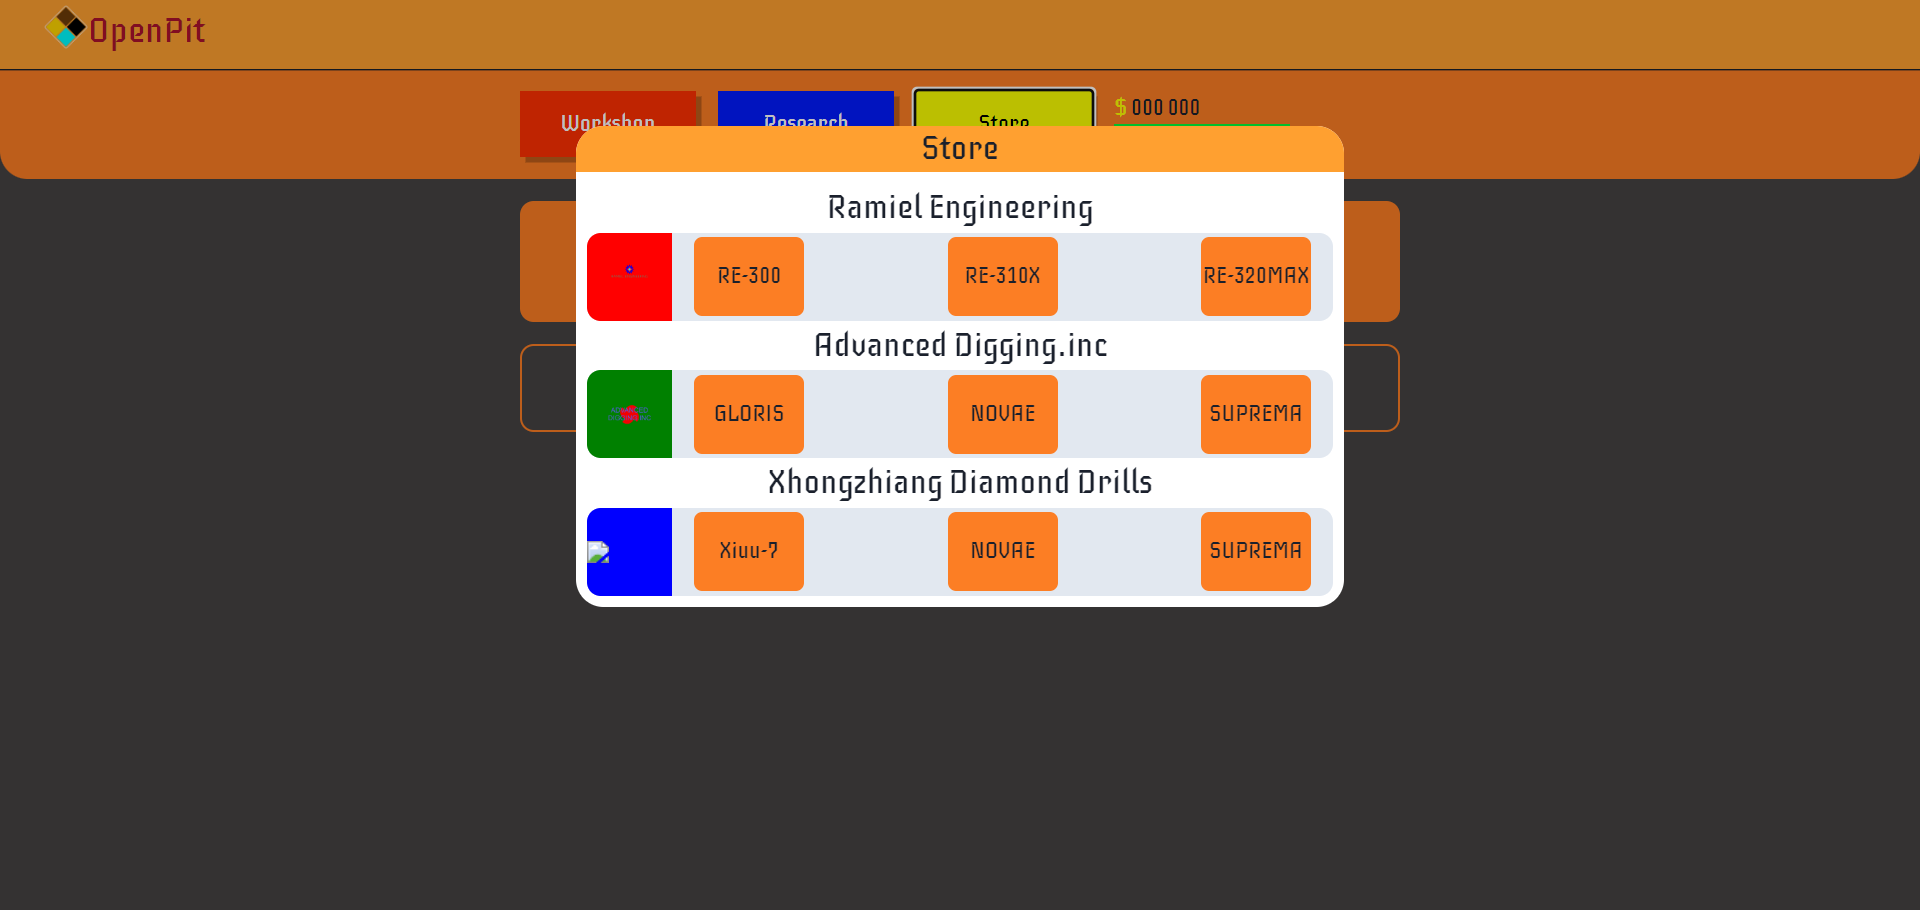 OpenPit
Workshop
Research
Store
$ 000 000
Store
Ramiel Engineering
RE-300
RE-310X
RE-320MAX
Advanced Digging.inc
ADVANCED
GLORIS
NOVAE
SUPREMA
Xhongzhiang Diamond Drills
Xiuu-7
NOVAE
SUPREMA